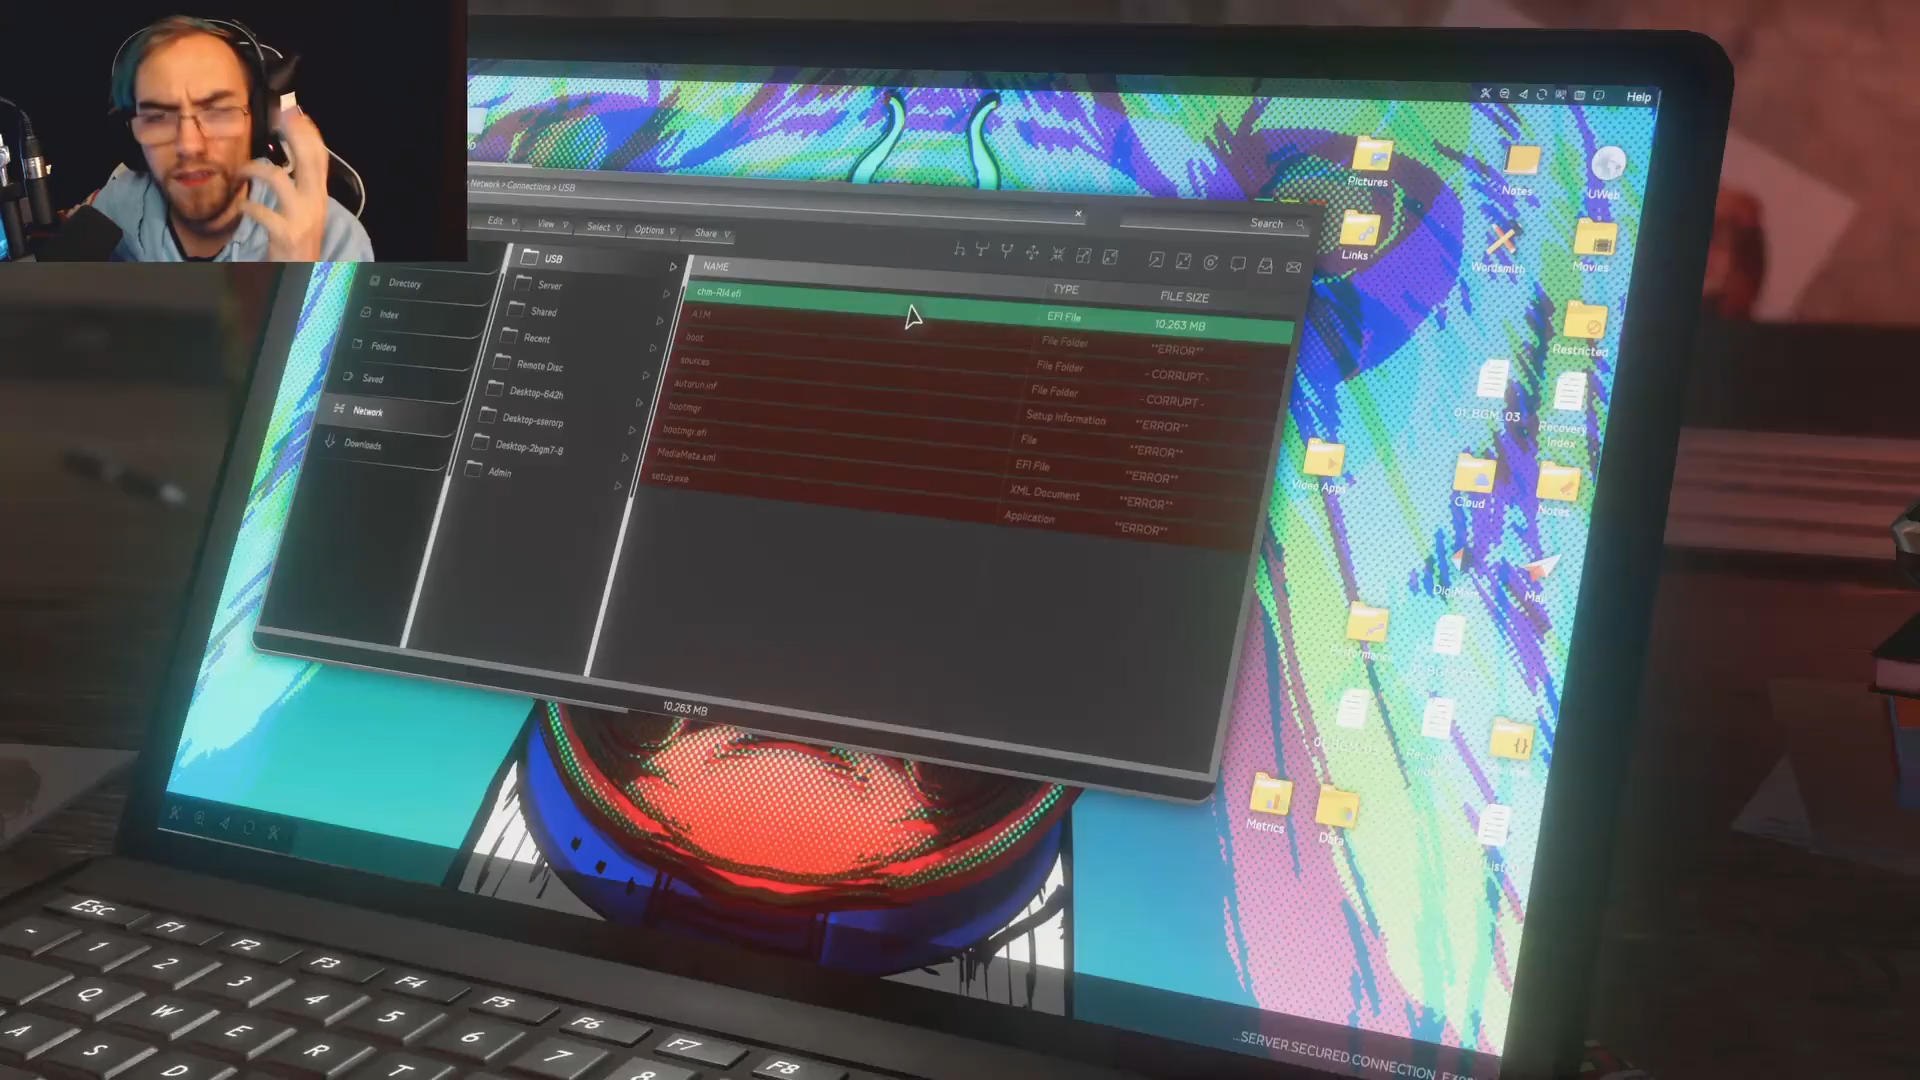 Help
Network > Connections > USB
Edit View Select Options Share
Search
Directory
Index
Folders
Saved
Network
Downloads
USB
Server
Shared
Recent
Remote Disc
Desktop-642h
Desktop-sserorp
Desktop-2bgm7-8
Admin
NAME TYPE FILE SIZE
chm-RI4.efi EFI File 10,263 MB
A.I.M File Folder **ERROR**
boot File Folder - CORRUPT -
sources File Folder - CORRUPT -
autorun.inf Setup Information **ERROR**
bootmgr File **ERROR**
bootmgr.efi EFI File **ERROR**
MediaMeta.xml XML Document **ERROR**
setup.exe Application **ERROR**
10,263 MB
Pictures
Notes
UWeb
Links
Wordsmith
Movies
Restricted
01_BGM_03
Recovery
Index
Video Apps
Cloud
Notes
Mail
Performance
Metrics
Data
...SERVER.SECURED.CONNECTION
Esc F1 F2 F3 F4 F5 F6 F7 F8
~ 1 2 3 4 5 6 7 8
Q W E R T
A S D